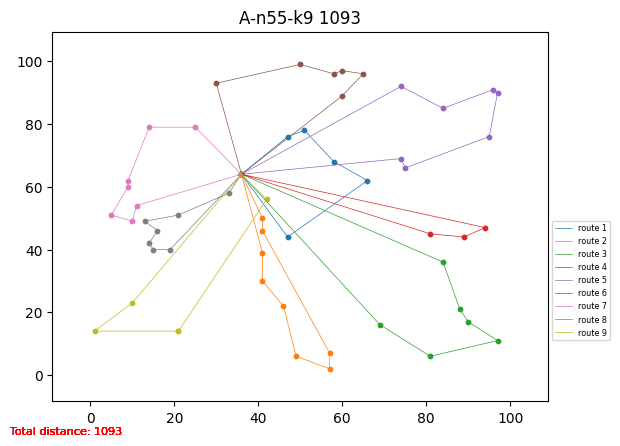 A-n55-k9 1093
100
80
60
40
20
0
0 20 40 60 80 100
route 1
route 2
route 3
route 4
route 5
route 6
route 7
route 8
route 9
Total distance: 1093